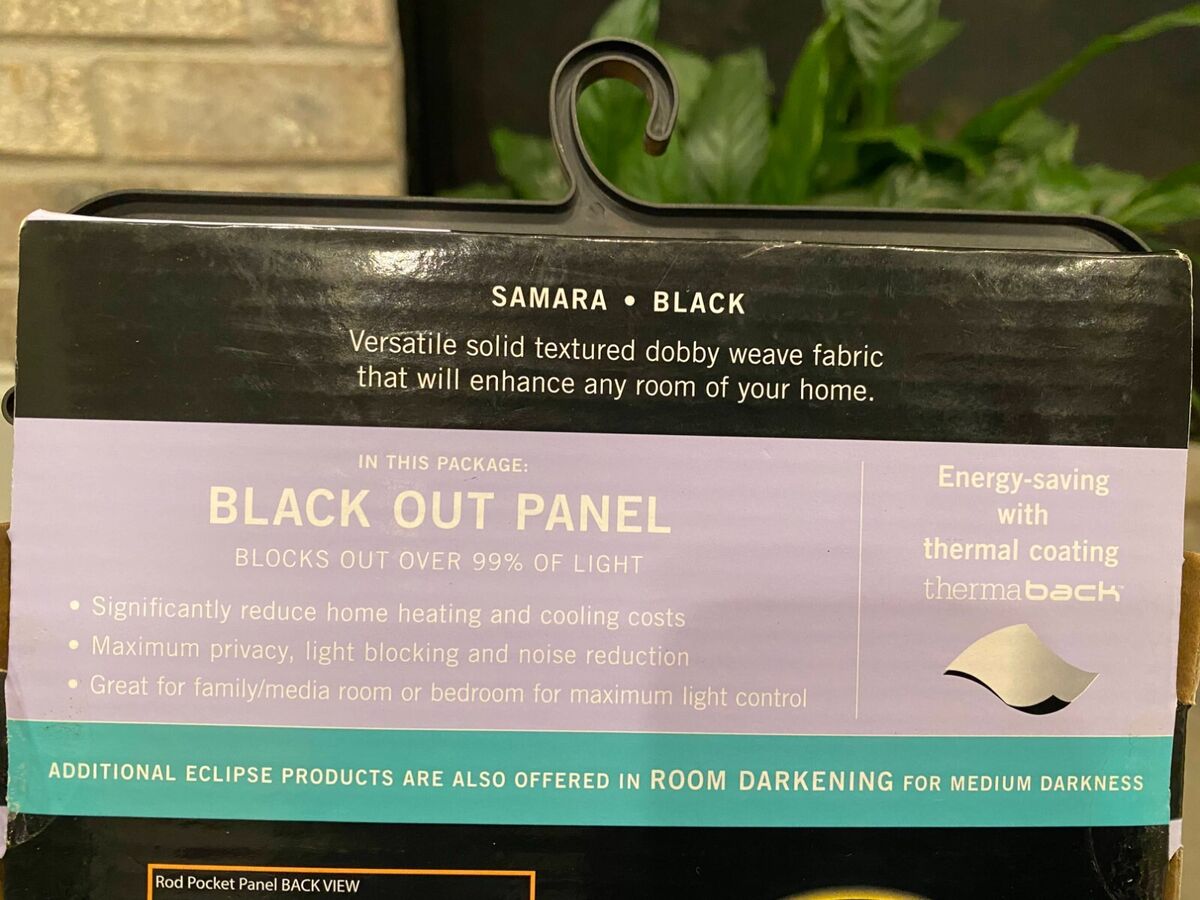 SAMARA • BLACK
Versatile solid textured dobby weave fabric
that will enhance any room of your home.
IN THIS PACKAGE:
BLACK OUT PANEL
BLOCKS OUT OVER 99% OF LIGHT
• Significantly reduce home heating and cooling costs
• Maximum privacy, light blocking and noise reduction
• Great for family/media room or bedroom for maximum light control
Energy-saving
with
thermal coating
thermaback™
ADDITIONAL ECLIPSE PRODUCTS ARE ALSO OFFERED IN ROOM DARKENING FOR MEDIUM DARKNESS
Rod Pocket Panel BACK VIEW